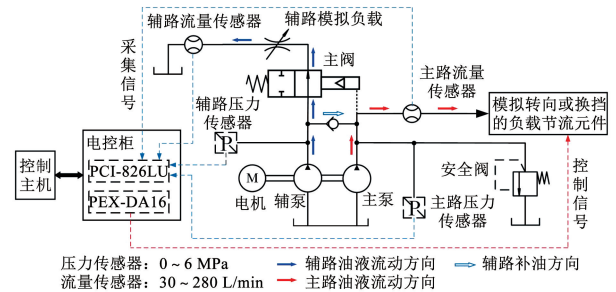 辅路流量传感器
辅路模拟负载
采集信号
主阀
主路流量
传感器
辅路压力
传感器
模拟转向或换挡
的负载节流元件
电控柜
P
控制
主机
PCI-826LU
PEX-DA16
M
电机
辅泵
主泵
P
主路压力
传感器
安全阀
控制信号
压力传感器：0~6 MPa
辅路油液流动方向
辅路补油方向
流量传感器：30~280 L/min
主路油液流动方向